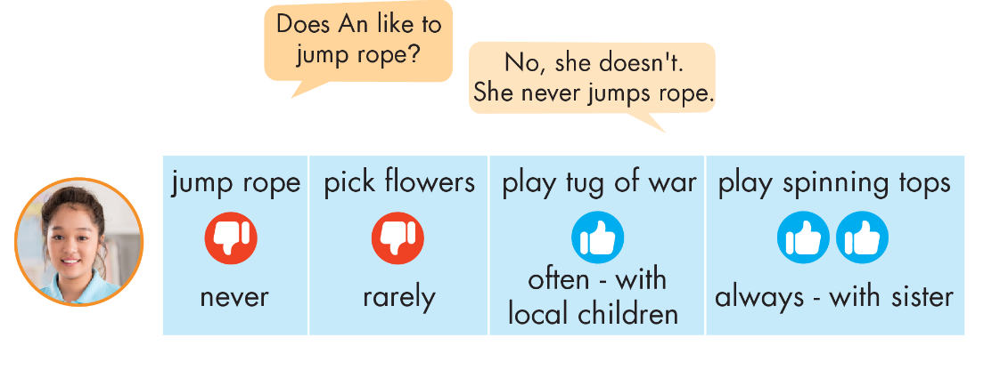 Does An like to
jump rope?
No, she doesn't.
She never jumps rope.
jump rope
pick flowers
play tug of war
play spinning tops
never
rarely
often - with
local children
always - with sister